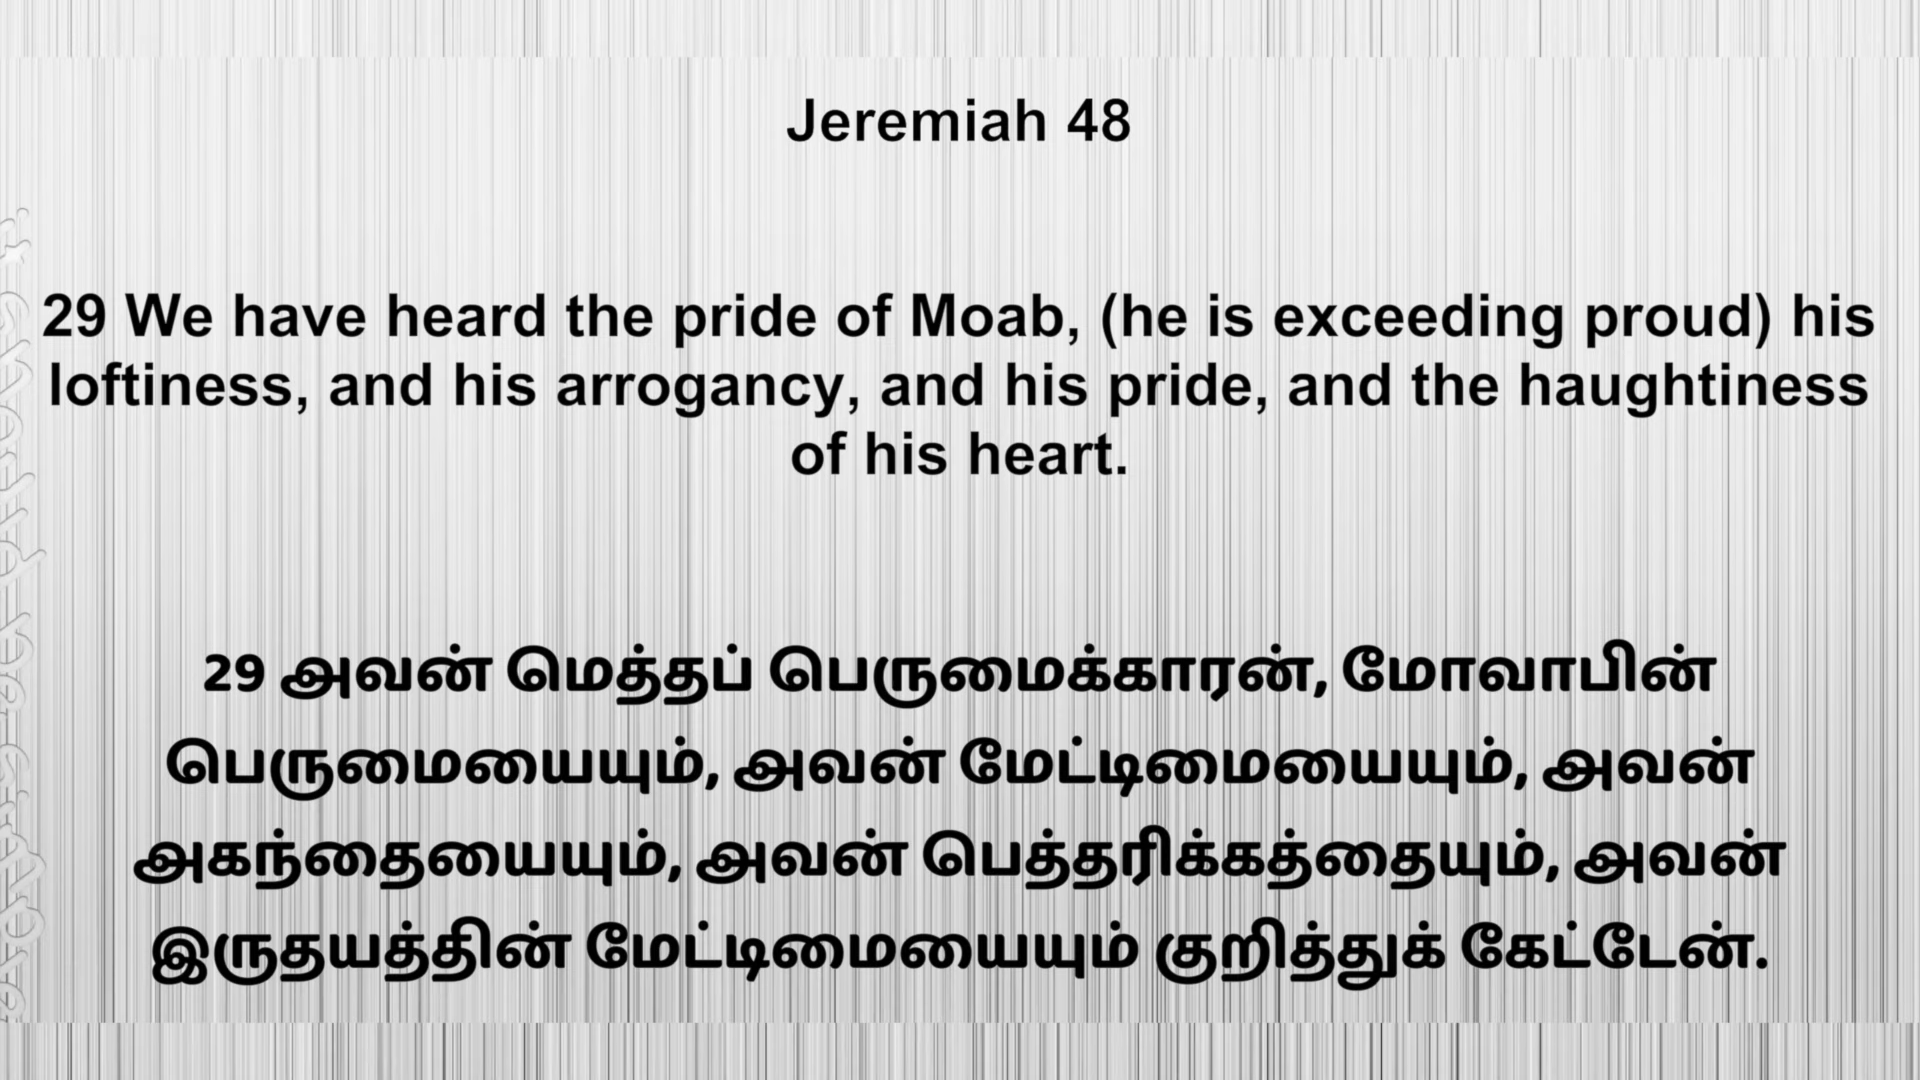 Jeremiah 48
29 We have heard the pride of Moab, (he is exceeding proud) his
loftiness, and his arrogancy, and his pride, and the haughtiness
of his heart.
29 அவன் மெத்தப் பெருமைக்காரன், மோவாபின்
பெருமையையும், அவன் மேட்டிமையையும், அவன்
அகந்தையையும், அவன் பெத்தரிக்கத்தையும், அவன்
இருதயத்தின் மேட்டிமையையும் குறித்துக் கேட்டேன்.